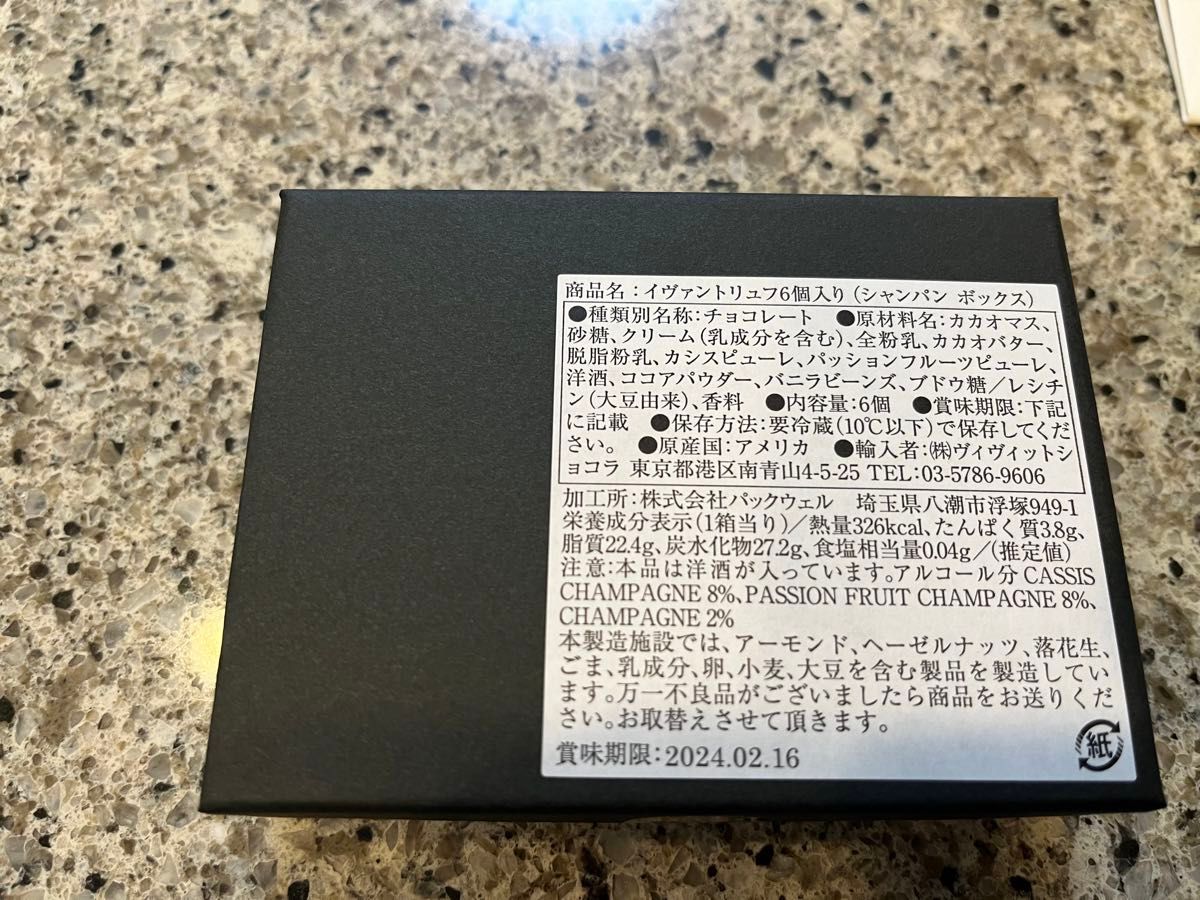 商品名：イヴァントリュフ6個入り（シャンパン ボックス）
●種類別名称：チョコレート　●原材料名：カカオマス、
砂糖、クリーム（乳成分を含む）、全粉乳、カカオバター、
脱脂粉乳、カシスピューレ、パッションフルーツピューレ、
洋酒、ココアパウダー、バニラビーンズ、ブドウ糖／レシチ
ン（大豆由来）、香料　●内容量：6個　●賞味期限：下記
に記載　●保存方法：要冷蔵（10℃以下）で保存してくだ
さい。　●原産国：アメリカ　●輸入者：㈱ヴィヴィットシ
ョコラ 東京都港区南青山4-5-25 TEL：03-5786-9606
加工所：株式会社パックウェル　埼玉県八潮市浮塚949-1
栄養成分表示（1箱当り）／熱量326kcal、たんぱく質3.8g、
脂質22.4g、炭水化物27.2g、食塩相当量0.04g／（推定値）
注意：本品は洋酒が入っています。アルコール分 CASSIS
CHAMPAGNE 8%、PASSION FRUIT CHAMPAGNE 8%、
CHAMPAGNE 2%
本製造施設では、アーモンド、ヘーゼルナッツ、落花生、
ごま、乳成分、卵、小麦、大豆を含む製品を製造してい
ます。万一不良品がございましたら商品をお送りくだ
さい。お取替えさせて頂きます。
賞味期限：2024.02.16
紙